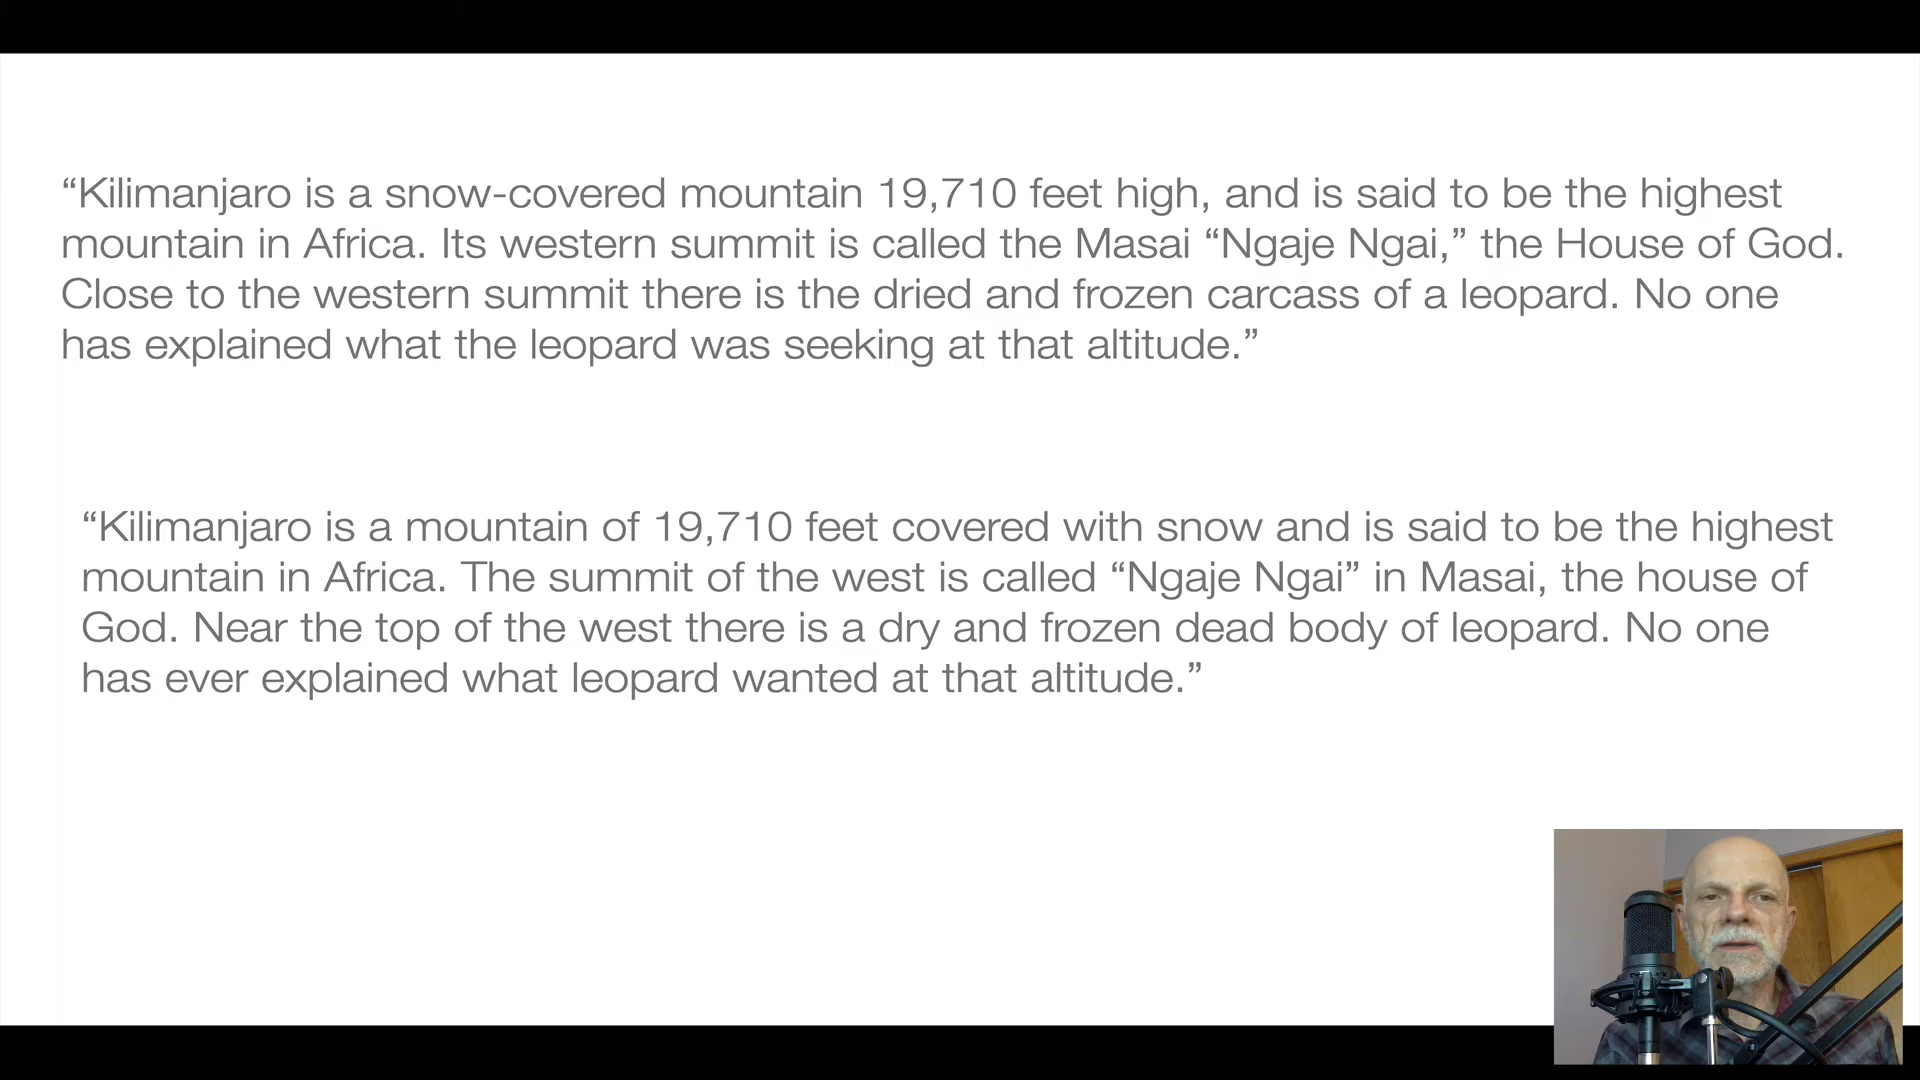 “Kilimanjaro is a snow-covered mountain 19,710 feet high, and is said to be the highest
mountain in Africa. Its western summit is called the Masai “Ngaje Ngai,” the House of God.
Close to the western summit there is the dried and frozen carcass of a leopard. No one
has explained what the leopard was seeking at that altitude.”
“Kilimanjaro is a mountain of 19,710 feet covered with snow and is said to be the highest
mountain in Africa. The summit of the west is called “Ngaje Ngai” in Masai, the house of
God. Near the top of the west there is a dry and frozen dead body of leopard. No one
has ever explained what leopard wanted at that altitude.”